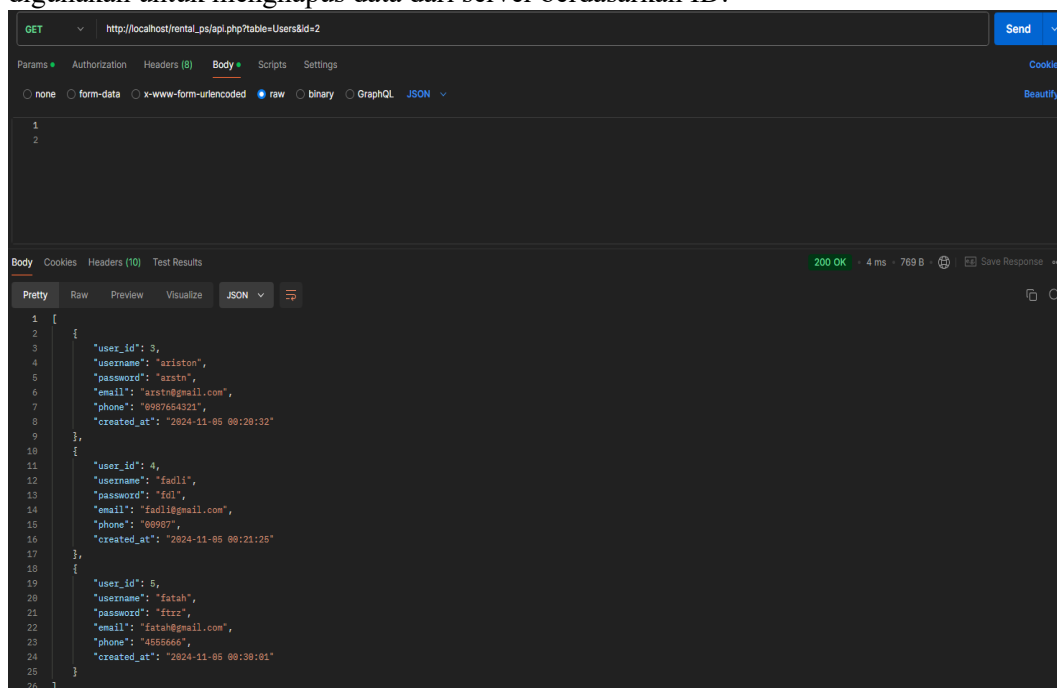 digunakan untuk menghapus data dari server berdasarkan ID.
GET http://localhost/rental_ps/api.php?table=Users&id=2 Send
Params Authorization Headers (8) Body Scripts Settings Cookie
none form-data x-www-form-urlencoded raw binary GraphQL JSON Beautify
1
2
Body Cookies Headers (10) Test Results 200 OK 4 ms 769 B Save Response
Pretty Raw Preview Visualize JSON
1 [
2 {
3 "user_id": 3,
4 "username": "ariston",
5 "password": "arstn",
6 "email": "arstn@gmail.com",
7 "phone": "0987654321",
8 "created_at": "2024-11-05 00:20:32"
9 },
10 {
11 "user_id": 4,
12 "username": "fadli",
13 "password": "fdl",
14 "email": "fadli@gmail.com",
15 "phone": "00987",
16 "created_at": "2024-11-05 00:21:25"
17 },
18 {
19 "user_id": 5,
20 "username": "fatah",
21 "password": "ftrz",
22 "email": "fatah@gmail.com",
23 "phone": "4555666",
24 "created_at": "2024-11-05 00:30:01"
25 }
26 ]